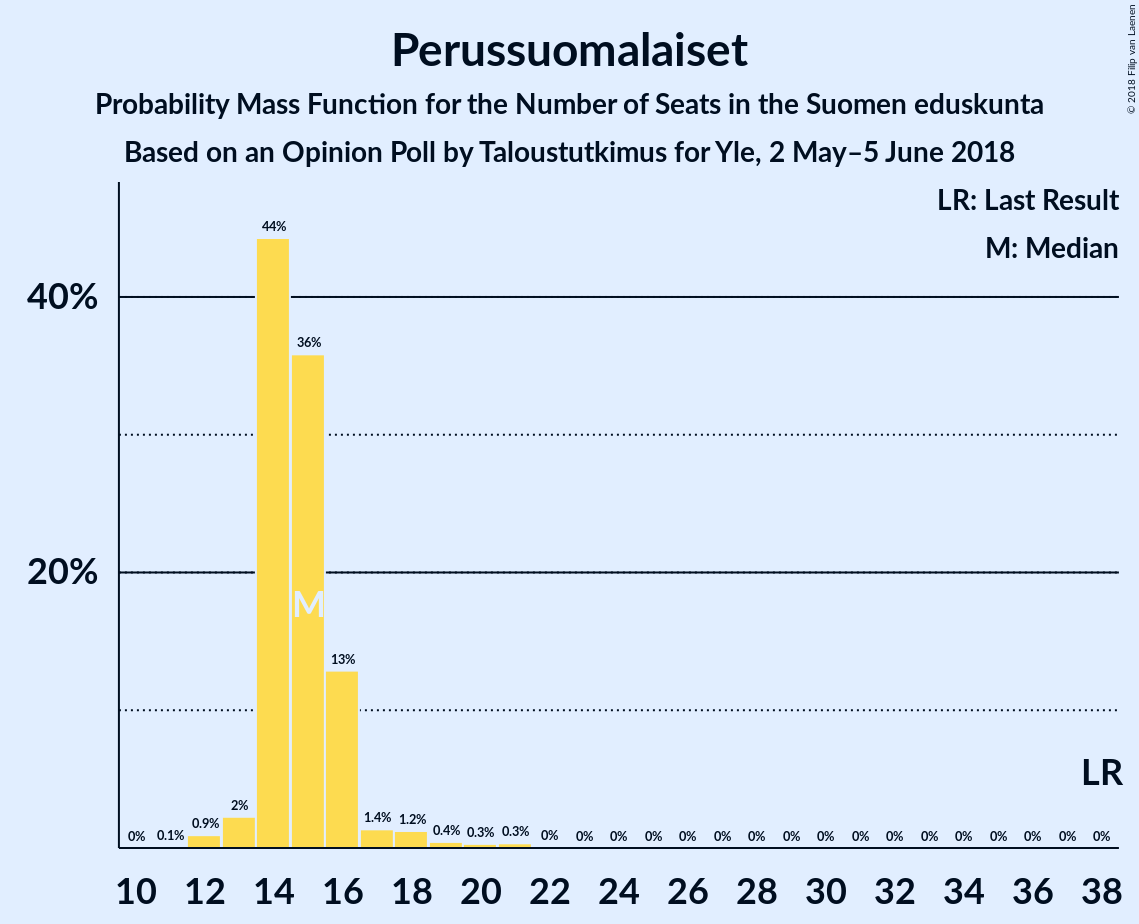 Perussuomalaiset
Probability Mass Function for the Number of Seats in the Suomen eduskunta
Based on an Opinion Poll by Taloustutkimus for Yle, 2 May–5 June 2018
© 2018 Filip van Laenen
LR: Last Result
M: Median
44%
40%
36%
20%
M
13%
LR
0% 0.1% 0.9% 2% 1.4% 1.2% 0.4% 0.3% 0.3% 0% 0% 0% 0% 0% 0% 0% 0% 0% 0% 0% 0% 0% 0% 0% 0% 0%
10 12 14 16 18 20 22 24 26 28 30 32 34 36 38